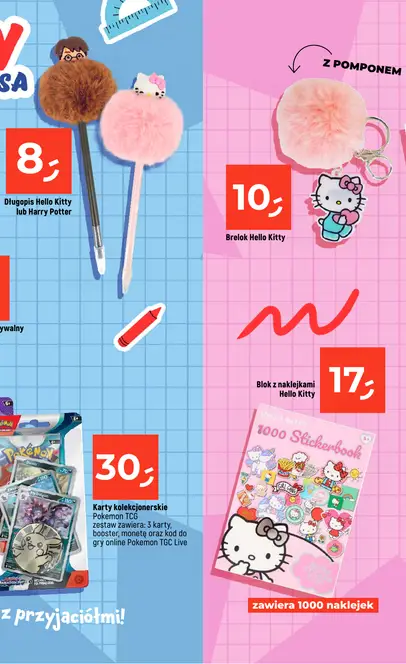 Y
SA
Z POMPONEM
8,-
Długopis Hello Kitty
lub Harry Potter
10,-
Brelok Hello Kitty
ywalny
17,-
Blok z naklejkami
Hello Kitty
1000 Stickerbook
POKÉMON
30,-
Karty kolekcjonerskie
Pokemon TCG
zestaw zawiera: 3 karty,
booster, monetę oraz kod do
gry online Pokemon TGC Live
zawiera 1000 naklejek
z przyjaciółmi!